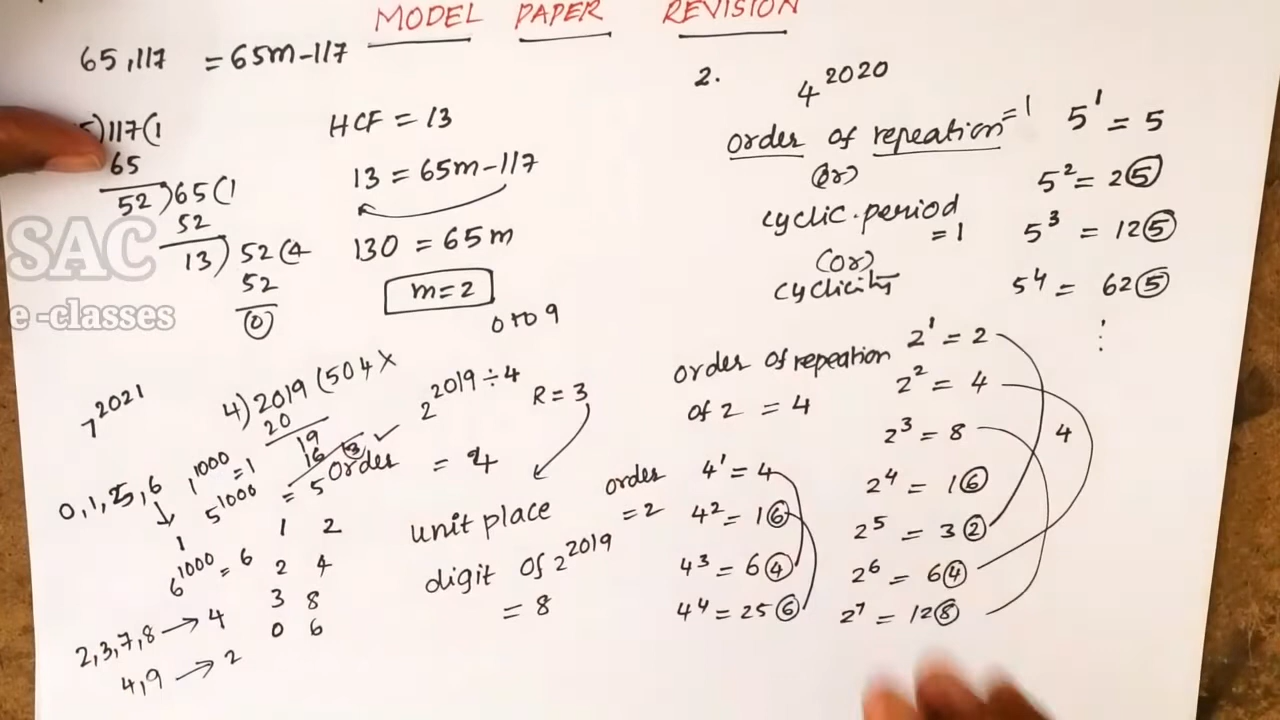 MODEL PAPER REVISION
65,117 = 65m-117
5)117(1
65
52)65(1
52
13)52(4
52
0
HCF = 13
13 = 65m-117
130 = 65m
m=2
0 to 9
SAC
e-classes
2.
4^2020
order of repeation = 1
(or)
cyclic.period = 1
(or)
cyclicity
5^1 = 5
5^2 = 25
5^3 = 125
5^4 = 625
⋮
7^2021
4)2019(504 ×
20
19
16
3
2^2019÷4
R = 3
order = 4
0,1,5,6
↓
1
1^1000 = 1
5^1000 = 5
6^1000 = 6
2,3,7,8 → 4
4,9 → 2
1 2
2 4
3 8
0 6
unit place
digit of 2^2019
= 8
order of repeation
of 2 = 4
order = 2
4^1 = 4
4^2 = 16
4^3 = 64
4^4 = 256
2^1 = 2
2^2 = 4
2^3 = 8
2^4 = 16
2^5 = 32
2^6 = 64
2^7 = 128
4